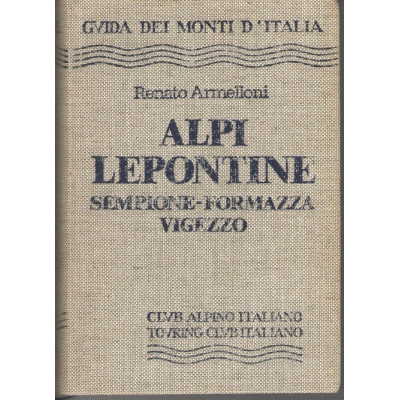 GVIDA DEI MONTI D'ITALIA
Renato Armelloni
ALPI
LEPONTINE
SEMPIONE-FORMAZZA
VIGEZZO
CLVB ALPINO ITALIANO
TOVRING CLVB ITALIANO